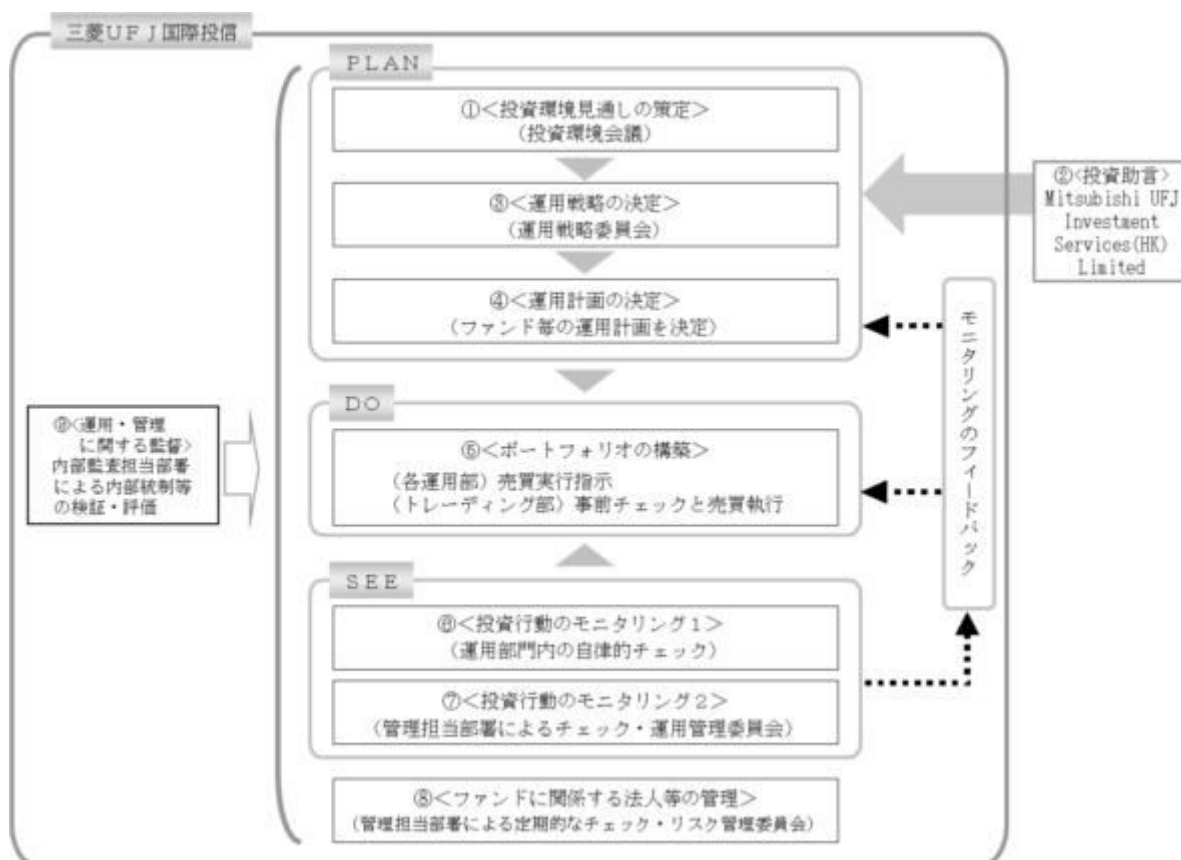 三菱ＵＦＪ国際投信
ＰＬＡＮ
①＜投資環境見通しの策定＞
（投資環境会議）
②＜投資助言＞
Mitsubishi UFJ
Investment
Services(HK)
Limited
③＜運用戦略の決定＞
（運用戦略委員会）
④＜運用計画の決定＞
（ファンド毎の運用計画を決定）
モニタリングのフィードバック
ＤＯ
⑤＜ポートフォリオの構築＞
（各運用部）売買実行指示
（トレーディング部）事前チェックと売買執行
⑨＜運用・管理
に関する監督＞
内部監査担当部署
による内部統制等
の検証・評価
ＳＥＥ
⑥＜投資行動のモニタリング１＞
（運用部門内の自律的チェック）
⑦＜投資行動のモニタリング２＞
（管理担当部署によるチェック・運用管理委員会）
⑧＜ファンドに関係する法人等の管理＞
（管理担当部署による定期的なチェック・リスク管理委員会）